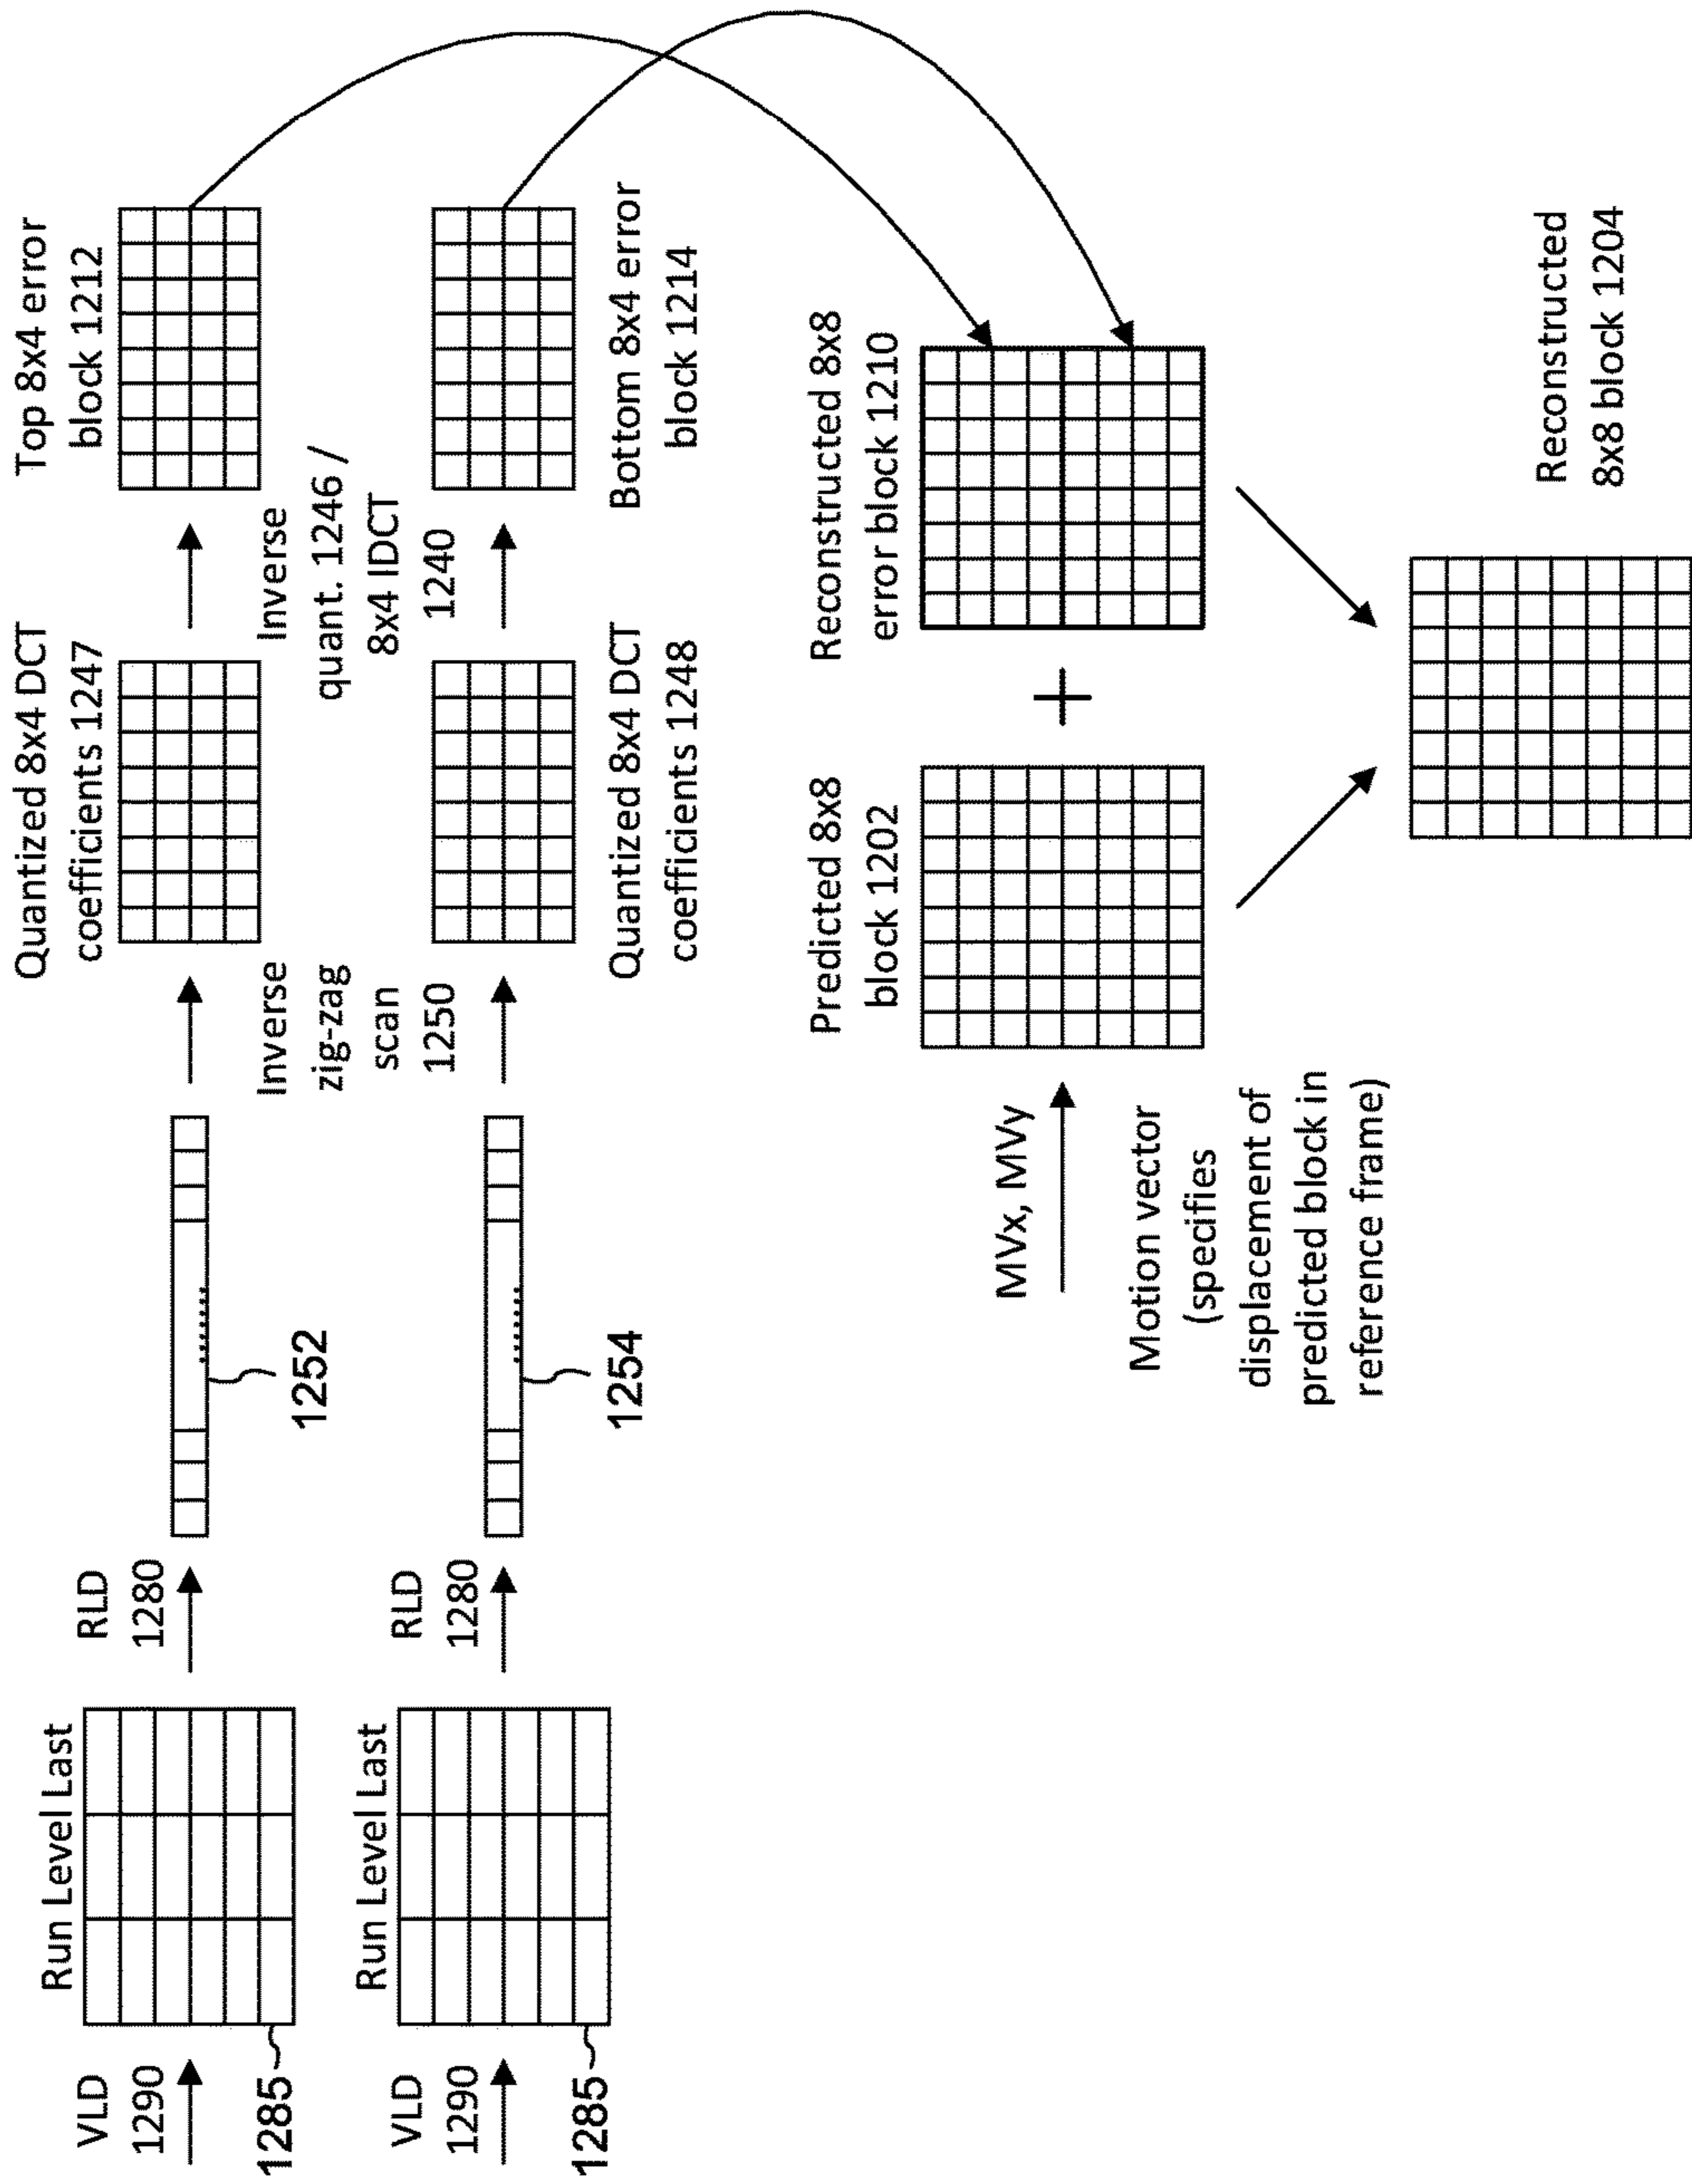 VLD
1290
1285
Run Level Last
RLD
1280
1252
Inverse
zig-zag
scan
1250
Quantized 8x4 DCT
coefficients 1247
Inverse
quant. 1246 /
8x4 IDCT
1240
Top 8x4 error
block 1212
VLD
1290
1285
Run Level Last
RLD
1280
1254
Quantized 8x4 DCT
coefficients 1248
Bottom 8x4 error
block 1214
MVx, MVy
Motion vector
(specifies
displacement of
predicted block in
reference frame)
Predicted 8x8
block 1202
+
Reconstructed 8x8
error block 1210
Reconstructed
8x8 block 1204